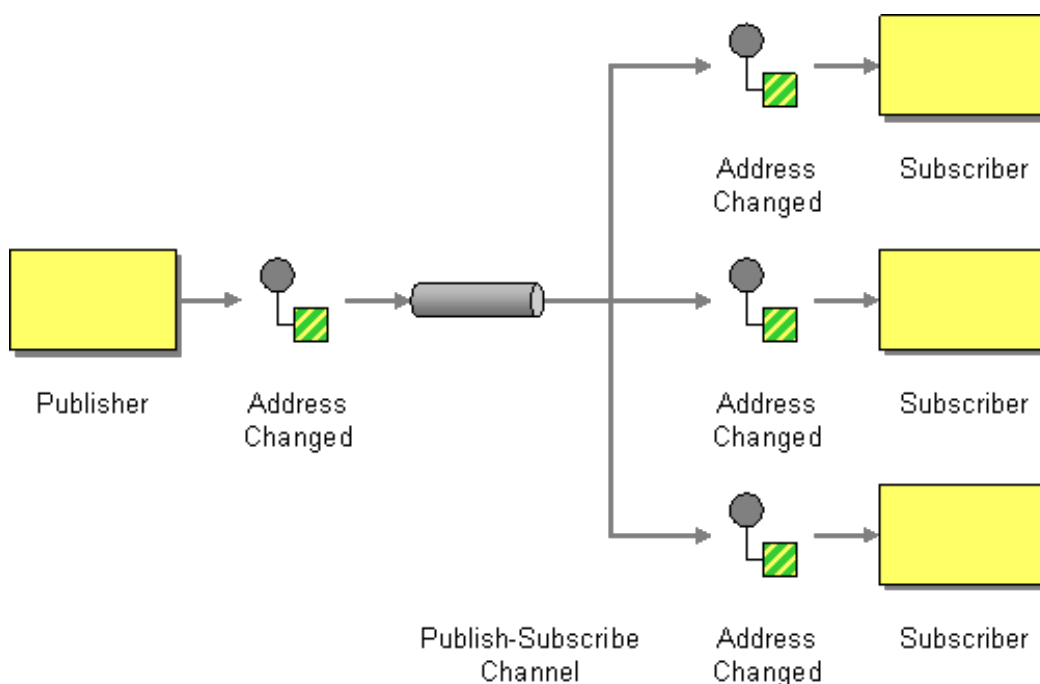 Address
Changed
Subscriber
Publisher
Address
Changed
Address
Changed
Subscriber
Publish-Subscribe
Channel
Address
Changed
Subscriber